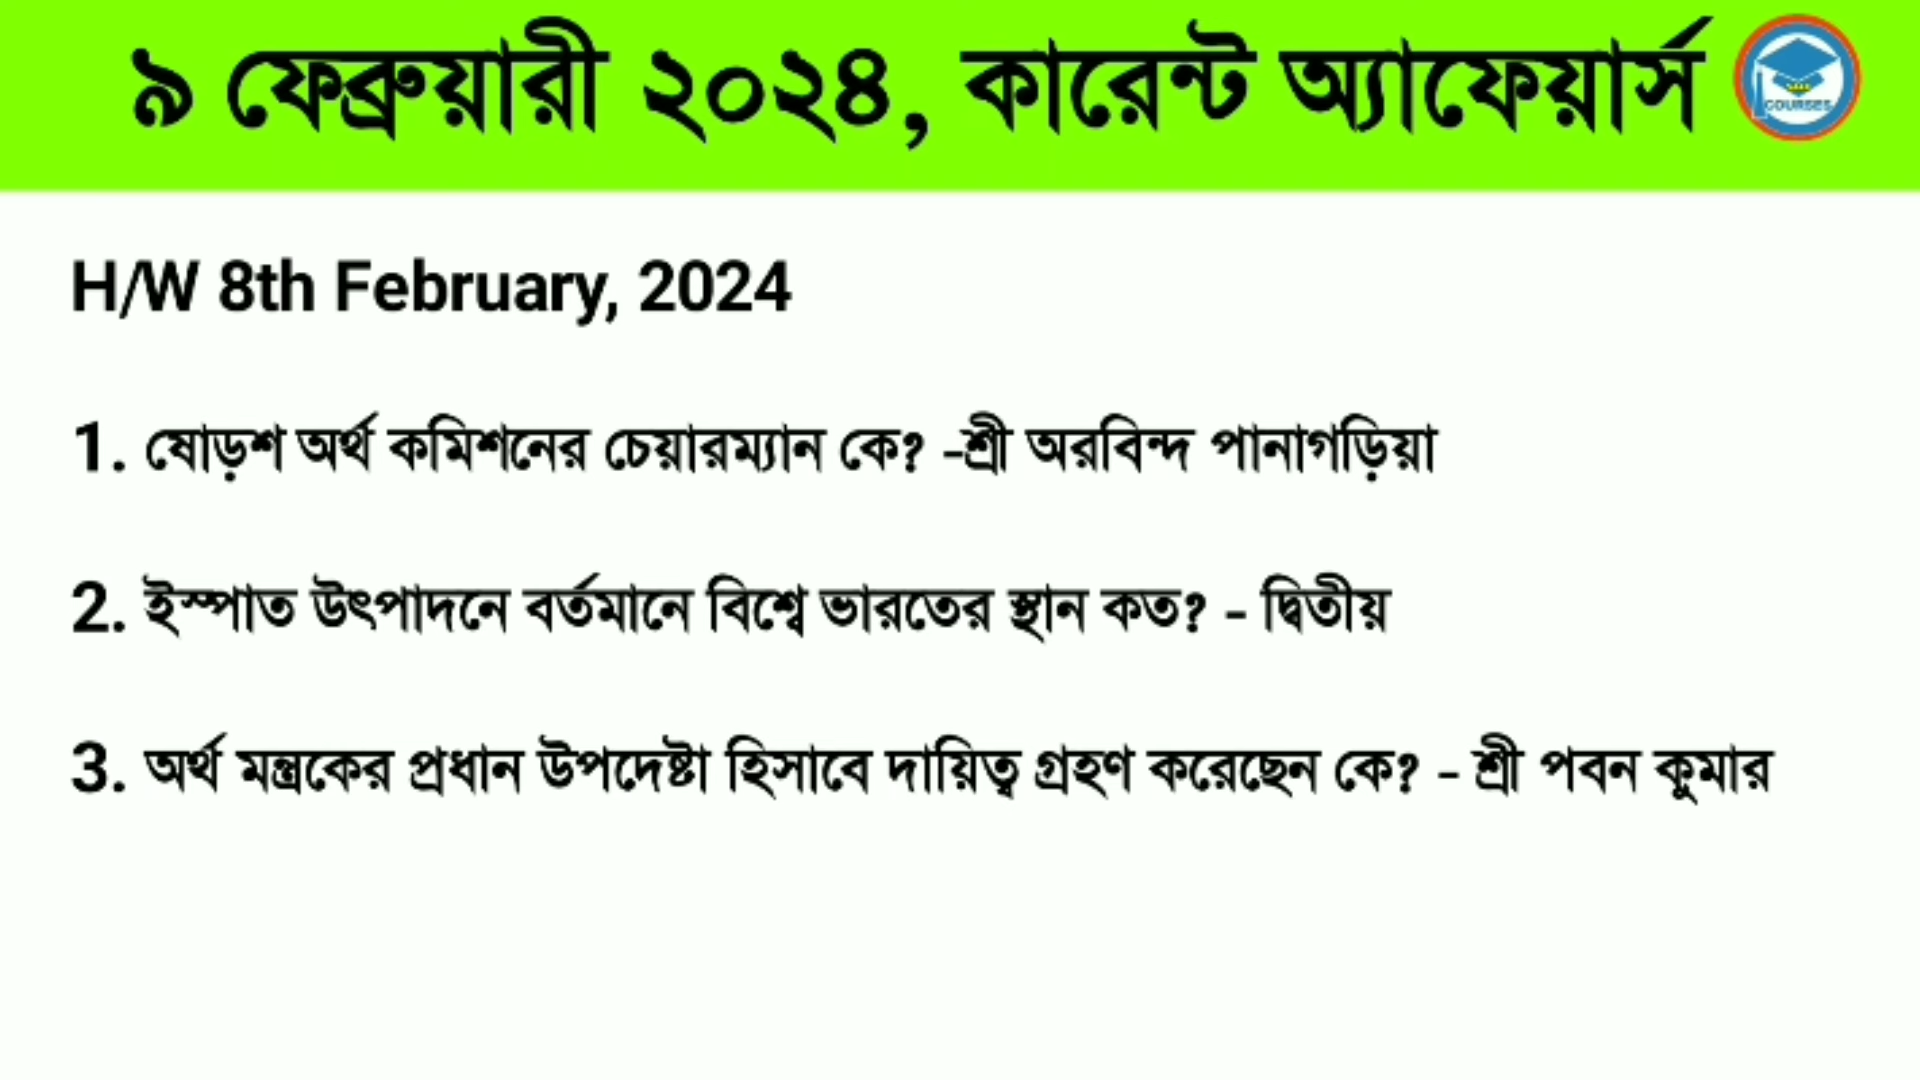 ৯ ফেব্রুয়ারী ২০২৪, কারেন্ট অ্যাফেয়ার্স
COURSES
H/W 8th February, 2024
1. ষোড়শ অর্থ কমিশনের চেয়ারম্যান কে? -শ্রী অরবিন্দ পানাগড়িয়া
2. ইস্পাত উৎপাদনে বর্তমানে বিশ্বে ভারতের স্থান কত? - দ্বিতীয়
3. অর্থ মন্ত্রকের প্রধান উপদেষ্টা হিসাবে দায়িত্ব গ্রহণ করেছেন কে? - শ্রী পবন কুমার